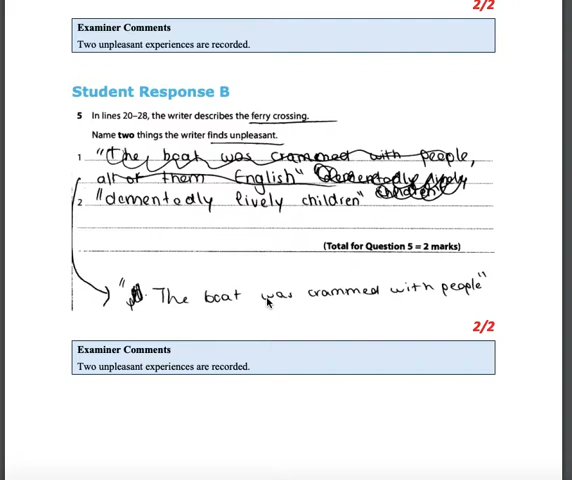 2/2
Examiner Comments
Two unpleasant experiences are recorded.
Student Response B
5 In lines 20-28, the writer describes the ferry crossing.
Name two things the writer finds unpleasant.
1 "The boat was crammed with people,
all of them English" Dementedly lively
children
2 "dementedly lively children"
(Total for Question 5 = 2 marks)
". The boat was crammed with people"
2/2
Examiner Comments
Two unpleasant experiences are recorded.